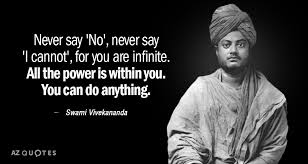 Never say 'No', never say
'I cannot', for you are infinite.
All the power is within you.
You can do anything.
— Swami Vivekananda
AZ QUOTES